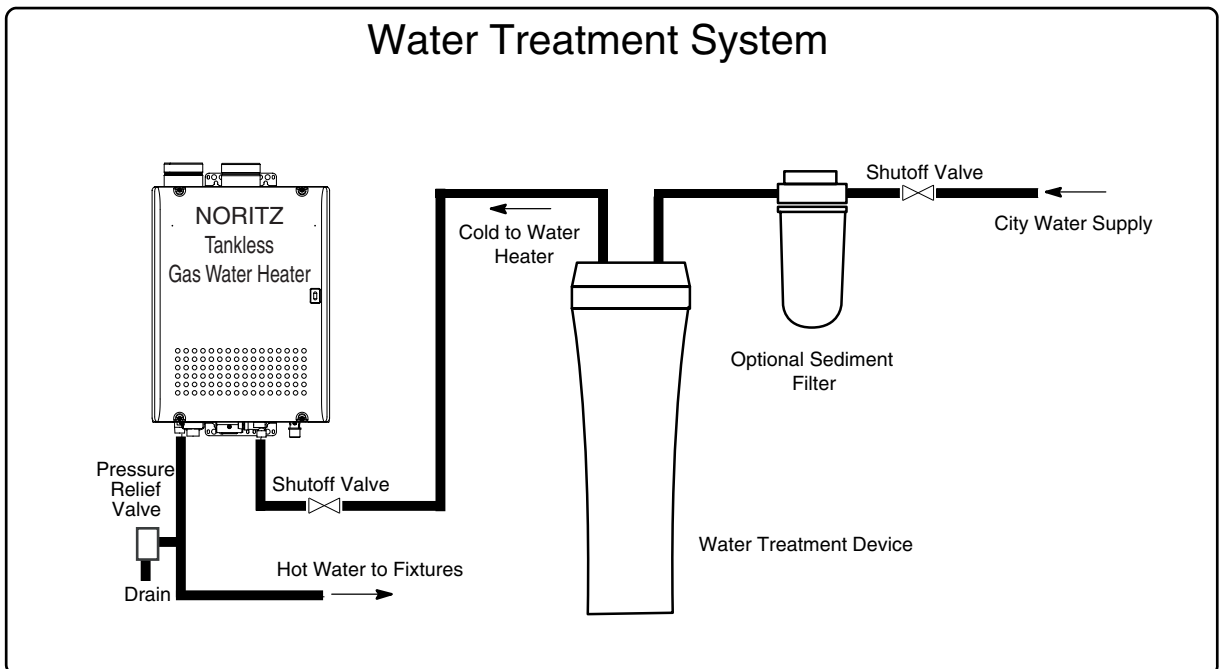 Water Treatment System
NORITZ
Tankless
Gas Water Heater
Shutoff Valve
City Water Supply
Cold to Water
Heater
Optional Sediment
Filter
Pressure
Relief
Valve
Shutoff Valve
Water Treatment Device
Hot Water to Fixtures
Drain